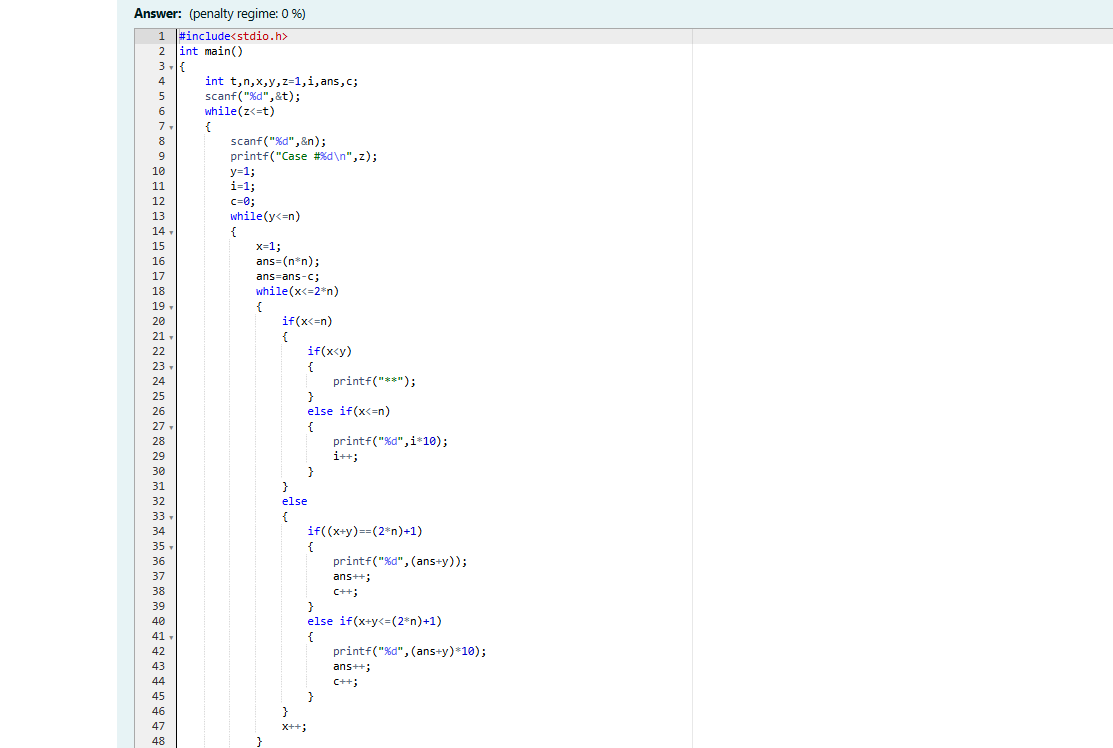 Answer: (penalty regime: 0 %)
1 #include<stdio.h>
2 int main()
3 {
4     int t,n,x,y,z=1,i,ans,c;
5     scanf("%d",&t);
6     while(z<=t)
7     {
8         scanf("%d",&n);
9         printf("Case #%d\n",z);
10         y=1;
11         i=1;
12         c=0;
13         while(y<=n)
14         {
15             x=1;
16             ans=(n*n);
17             ans=ans-c;
18             while(x<=2*n)
19             {
20                 if(x<=n)
21                 {
22                     if(x<y)
23                     {
24                         printf("**");
25                     }
26                     else if(x<=n)
27                     {
28                         printf("%d",i*10);
29                         i++;
30                     }
31                 }
32                 else
33                 {
34                     if((x+y)==(2*n)+1)
35                     {
36                         printf("%d",(ans+y));
37                         ans++;
38                         c++;
39                     }
40                     else if(x+y<=(2*n)+1)
41                     {
42                         printf("%d",(ans+y)*10);
43                         ans++;
44                         c++;
45                     }
46                 }
47                 x++;
48             }